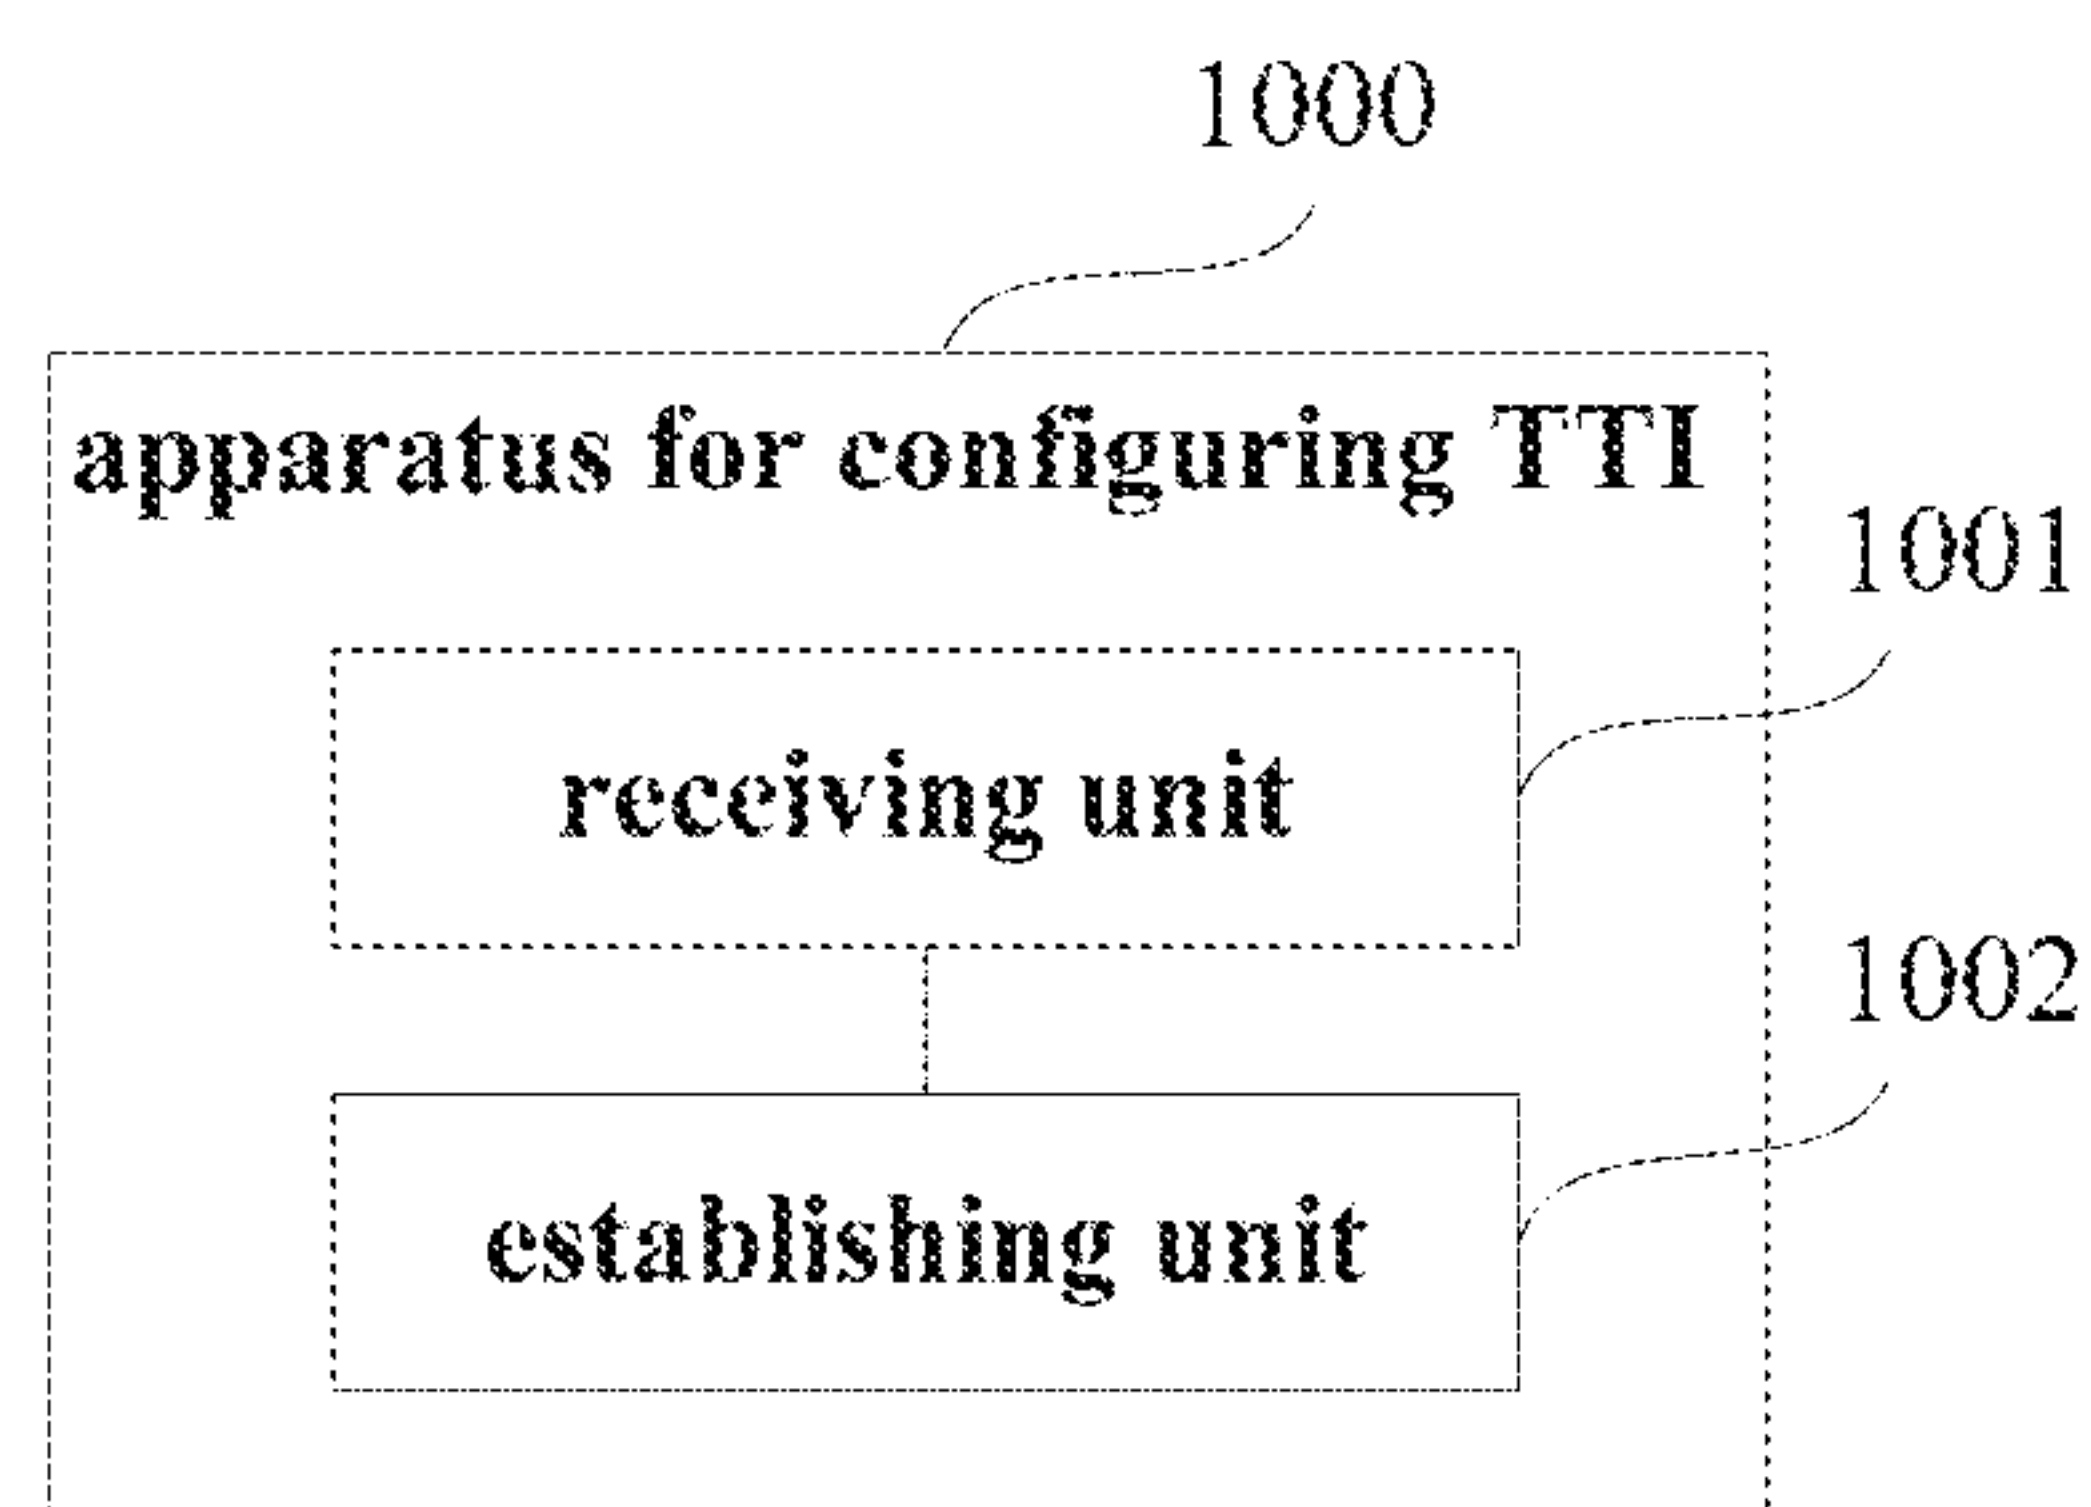 1000
apparatus for configuring TTI
1001
receiving unit
1002
establishing unit